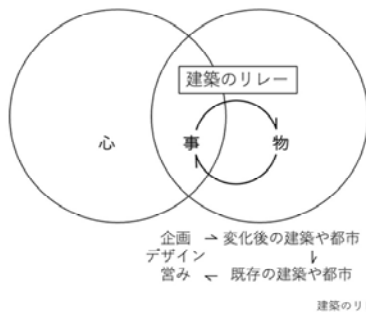 建築のリレー
心 事 物
企画 → 変化後の建築や都市
デザイン ⇂
営み ← 既存の建築や都市
建築のリ